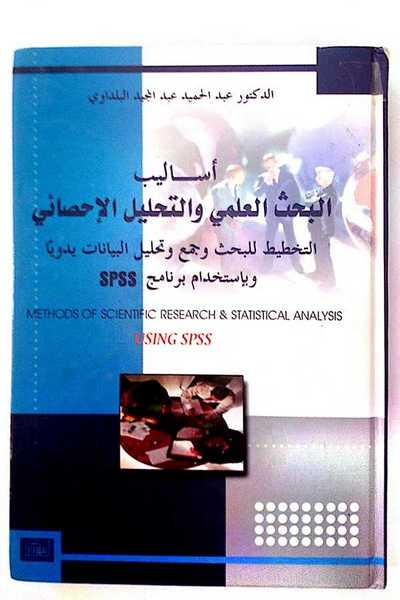 الدكتور عبد الحميد عبد المجيد البلداوي
أساليب
البحث العلمي والتحليل الإحصائي
التخطيط للبحث وجمع وتحليل البيانات يدويًا
وبإستخدام برنامج SPSS
METHODS OF SCIENTIFIC RESEARCH & STATISTICAL ANALYSIS
USING SPSS